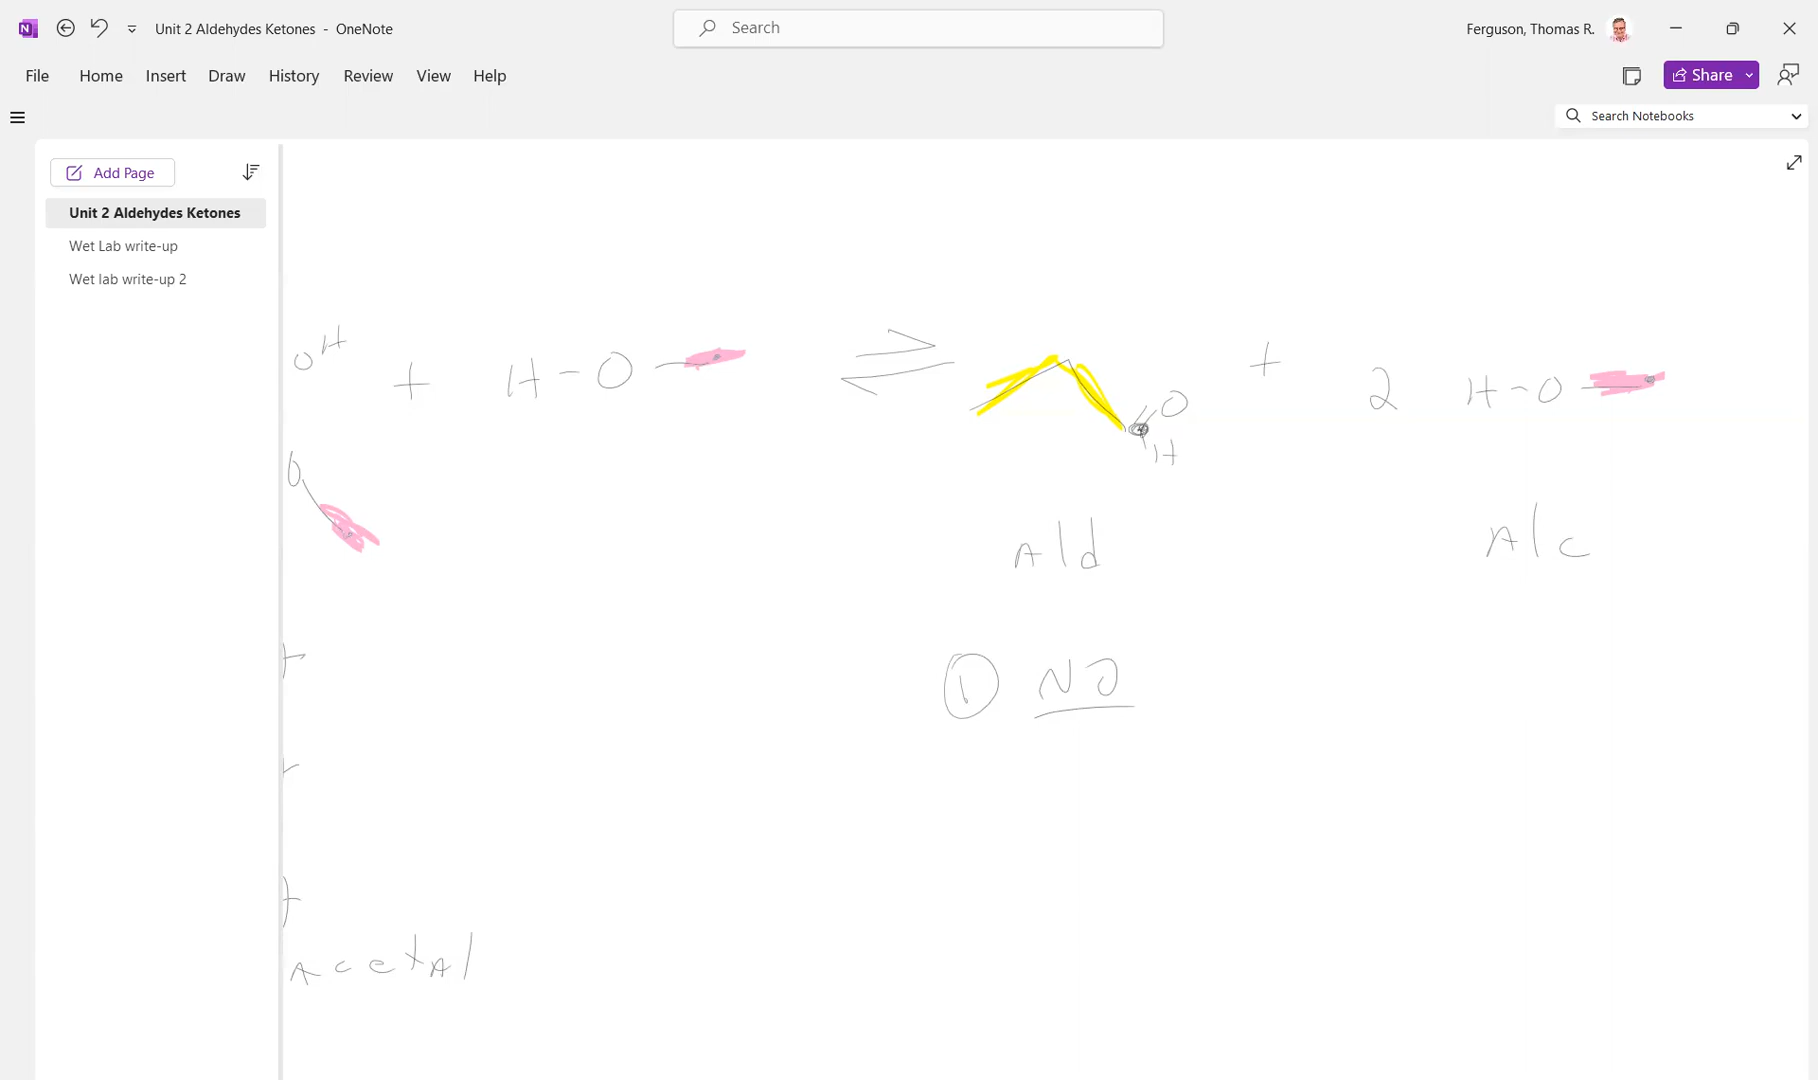 Unit 2 Aldehydes Ketones - OneNote
Search
Ferguson, Thomas R.
File Home Insert Draw History Review View Help
Share
Search Notebooks
Add Page
Unit 2 Aldehydes Ketones
Wet Lab write-up
Wet lab write-up 2
OH + H-O ⇌ O H + 2 H-O
O
Ald Alc
① NO
Acetal